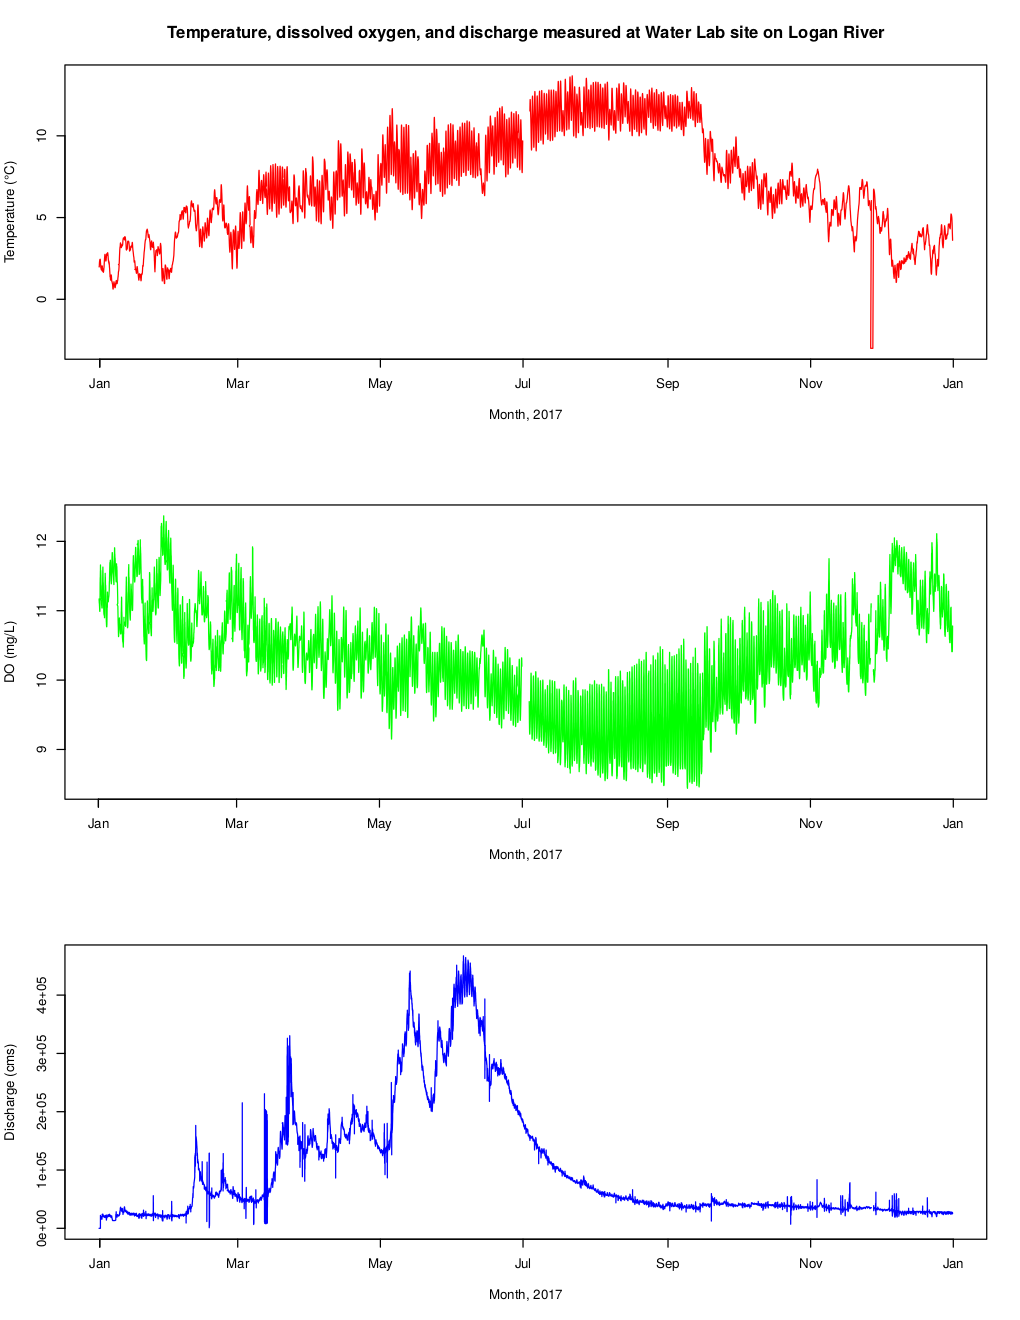 Temperature, dissolved oxygen, and discharge measured at Water Lab site on Logan River
Temperature (°C)
10
5
0
Jan Mar May Jul Sep Nov Jan
Month, 2017
DO (mg/L)
12
11
10
9
Jan Mar May Jul Sep Nov Jan
Month, 2017
Discharge (cms)
4e+05
3e+05
2e+05
1e+05
0e+00
Jan Mar May Jul Sep Nov Jan
Month, 2017